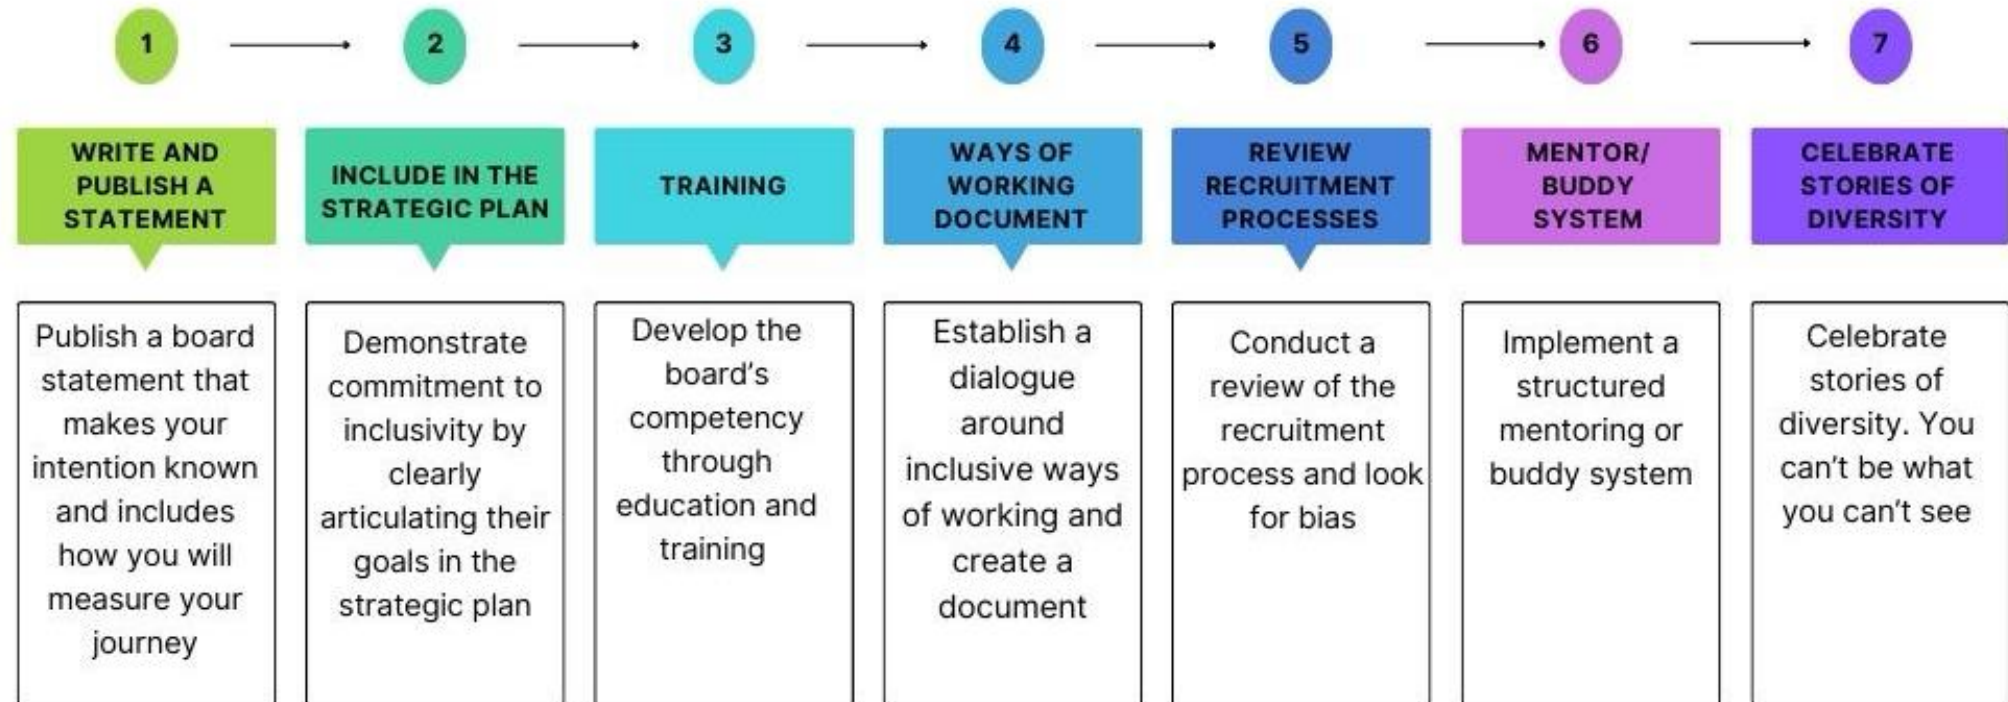 1
2
3
4
5
6
7
WRITE AND
PUBLISH A
STATEMENT
INCLUDE IN THE
STRATEGIC PLAN
TRAINING
WAYS OF
WORKING
DOCUMENT
REVIEW
RECRUITMENT
PROCESSES
MENTOR/
BUDDY
SYSTEM
CELEBRATE
STORIES OF
DIVERSITY
Publish a board
statement that
makes your
intention known
and includes
how you will
measure your
journey
Demonstrate
commitment to
inclusivity by
clearly
articulating their
goals in the
strategic plan
Develop the
board's
competency
through
education and
training
Establish a
dialogue
around
inclusive ways
of working and
create a
document
Conduct a
review of the
recruitment
process and look
for bias
Implement a
structured
mentoring or
buddy system
Celebrate
stories of
diversity. You
can't be what
you can't see